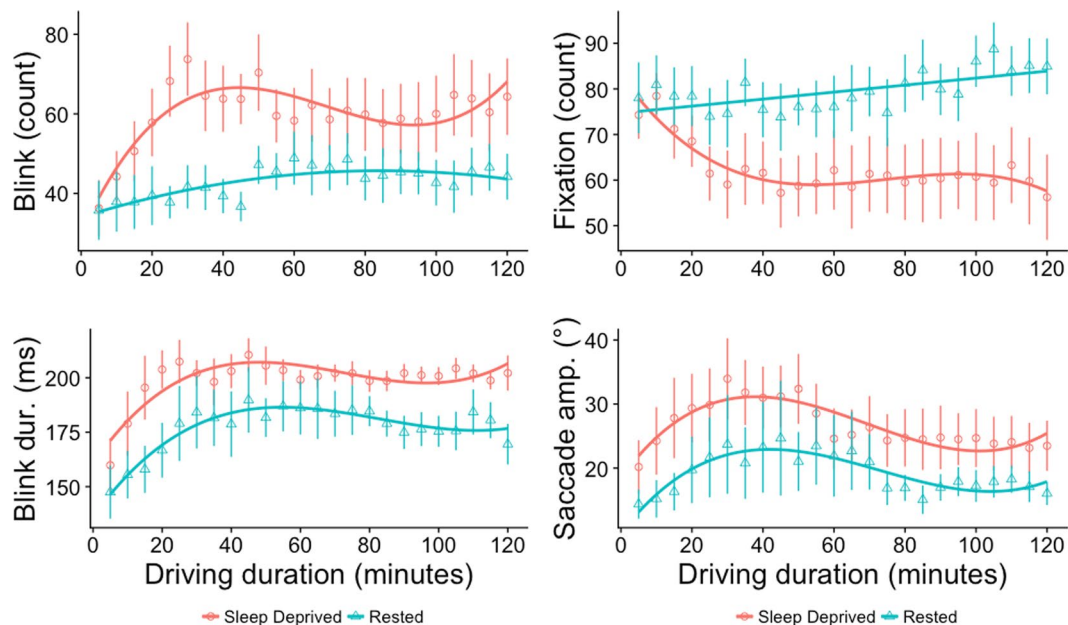 Blink (count)
80
60
40
0 20 40 60 80 100 120
Fixation (count)
90
80
70
60
50
0 20 40 60 80 100 120
Blink dur. (ms)
200
175
150
0 20 40 60 80 100 120
Driving duration (minutes)
Sleep Deprived Rested
Saccade amp. (°)
40
30
20
0 20 40 60 80 100 120
Driving duration (minutes)
Sleep Deprived Rested